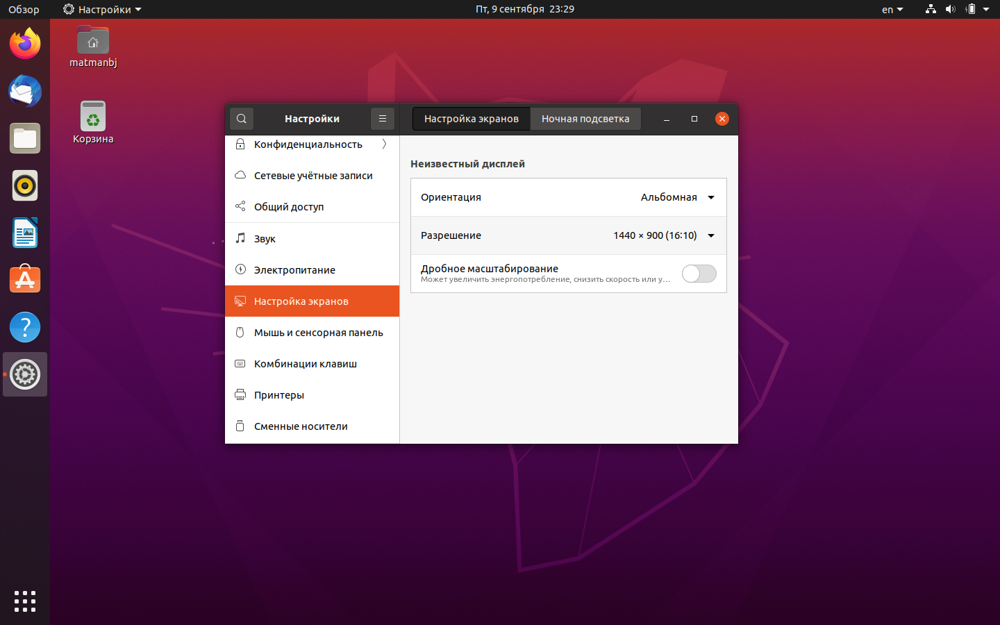 Обзор
Настройки
Пт, 9 сентября 23:29
en
matmanbj
Корзина
Настройки
Настройка экранов
Ночная подсветка
Конфиденциальность
Сетевые учётные записи
Общий доступ
Звук
Электропитание
Настройка экранов
Мышь и сенсорная панель
Комбинации клавиш
Принтеры
Сменные носители
Неизвестный дисплей
Ориентация
Альбомная
Разрешение
1440 × 900 (16:10)
Дробное масштабирование
Может увеличить энергопотребление, снизить скорость или у…